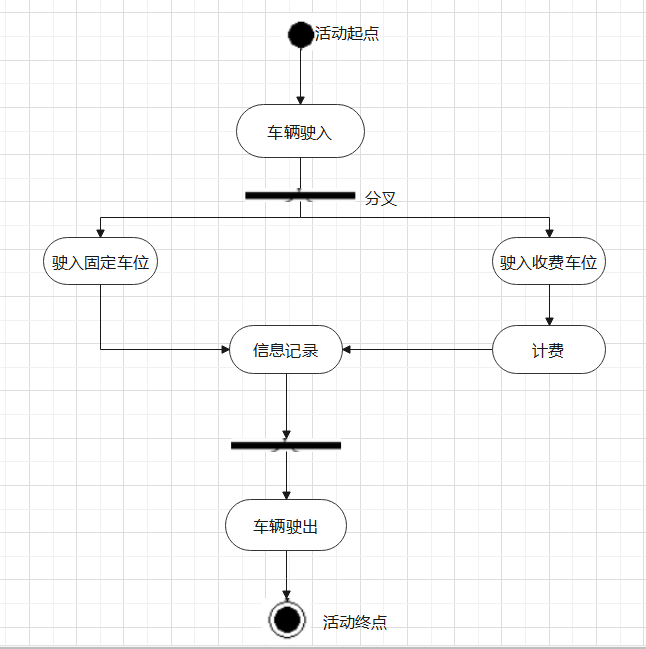 活动起点
车辆驶入
分叉
驶入固定车位
驶入收费车位
信息记录
计费
车辆驶出
活动终点